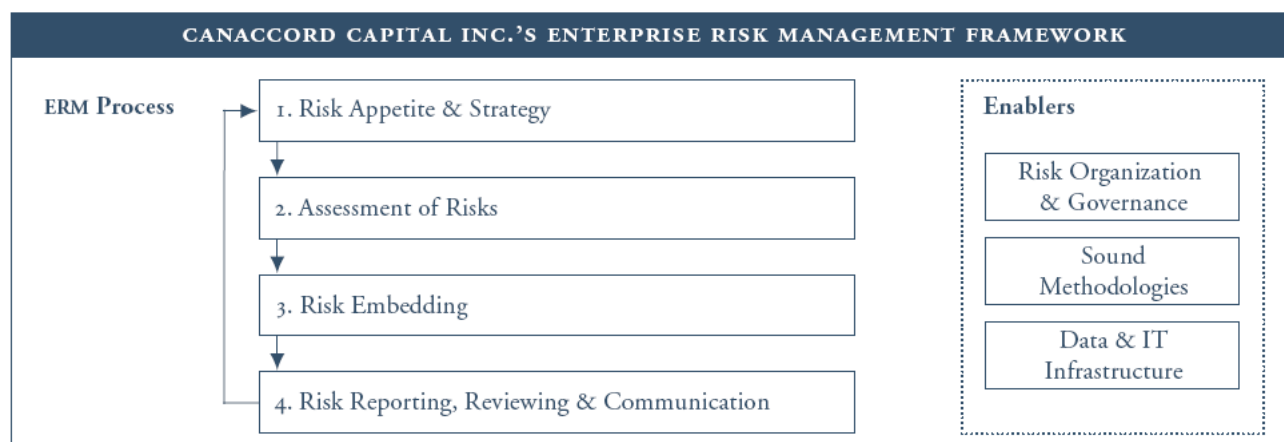 CANACCORD CAPITAL INC.'S ENTERPRISE RISK MANAGEMENT FRAMEWORK
ERM Process
1. Risk Appetite & Strategy
2. Assessment of Risks
3. Risk Embedding
4. Risk Reporting, Reviewing & Communication
Enablers
Risk Organization
& Governance
Sound
Methodologies
Data & IT
Infrastructure